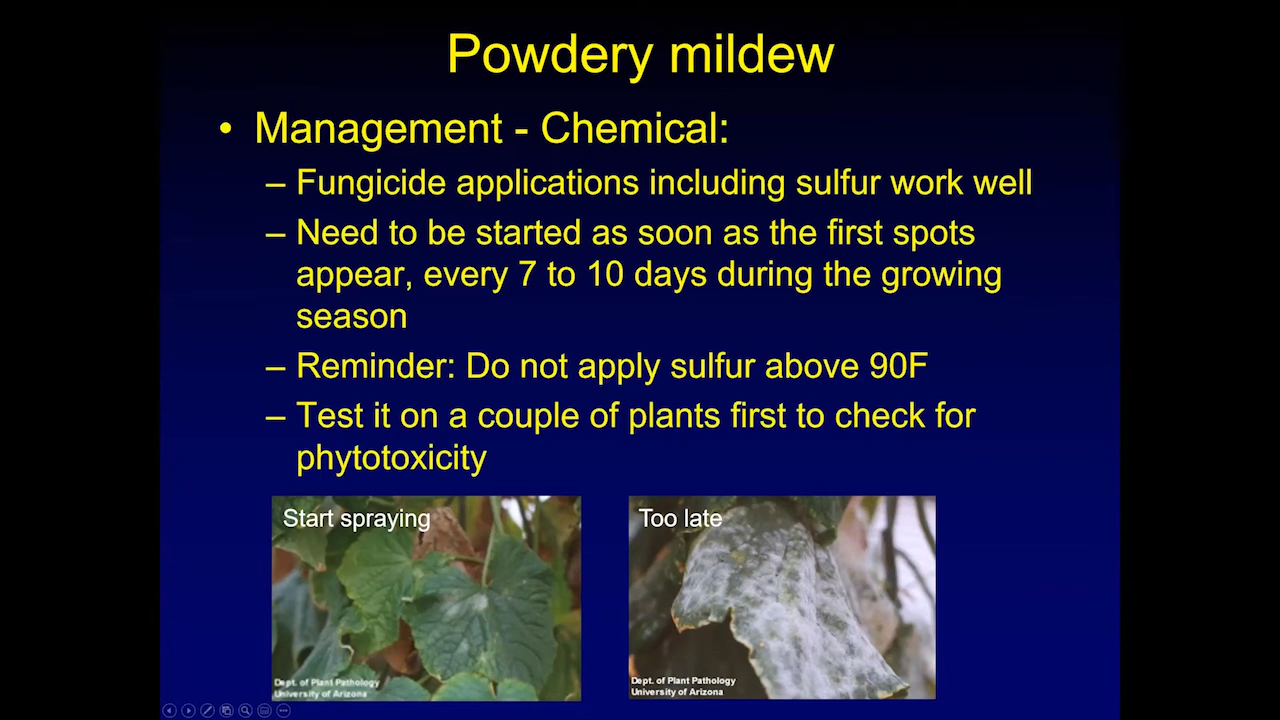 Powdery mildew
• Management - Chemical:
– Fungicide applications including sulfur work well
– Need to be started as soon as the first spots
appear, every 7 to 10 days during the growing
season
– Reminder: Do not apply sulfur above 90F
– Test it on a couple of plants first to check for
phytotoxicity
Start spraying
Dept. of Plant Pathology
University of Arizona
Too late
Dept. of Plant Pathology
University of Arizona